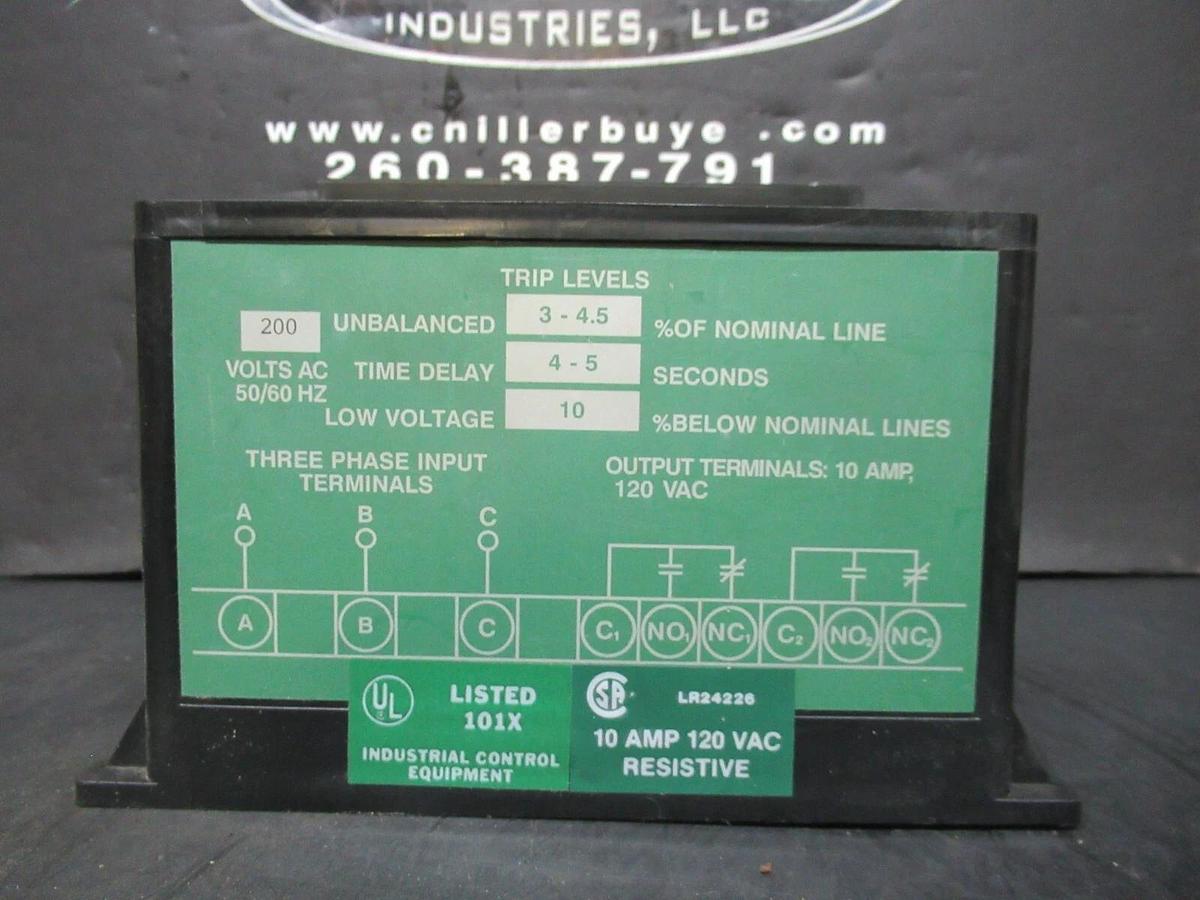 INDUSTRIES, LLC
www.cnillerbuye .com
260-387-791
TRIP LEVELS
200 UNBALANCED 3 - 4.5 %OF NOMINAL LINE
VOLTS AC
50/60 HZ
TIME DELAY 4 - 5 SECONDS
LOW VOLTAGE 10 %BELOW NOMINAL LINES
THREE PHASE INPUT
TERMINALS
OUTPUT TERMINALS: 10 AMP,
120 VAC
A B C
A B C C1 NO1 NC1 C2 NO2 NC2
UL
LISTED
101X
INDUSTRIAL CONTROL
EQUIPMENT
SA LR24226
10 AMP 120 VAC
RESISTIVE